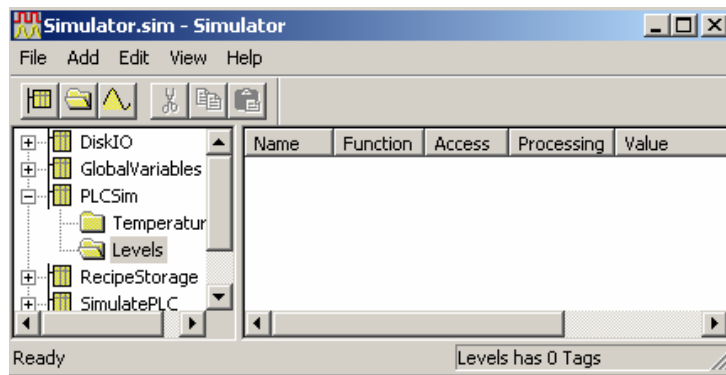 Simulator.sim - Simulator
File Add Edit View Help
DiskIO
GlobalVariables
PLCSim
Temperatur
Levels
RecipeStorage
SimulatePLC
Name Function Access Processing Value
Ready
Levels has 0 Tags